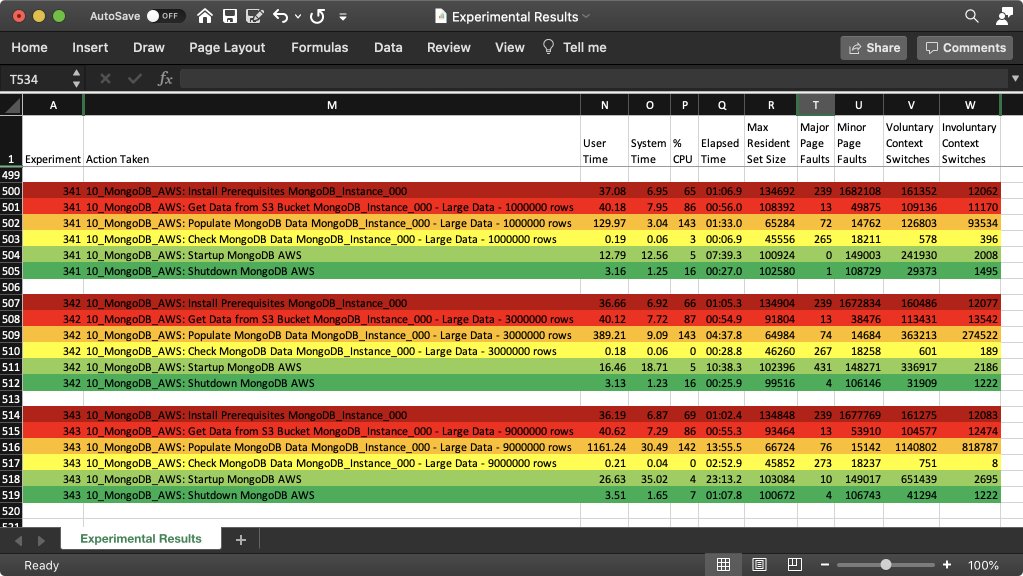 AutoSave OFF Experimental Results
Home Insert Draw Page Layout Formulas Data Review View Tell me Share Comments
T534 fx
A M N O P Q R T U V W
1 Experiment Action Taken User Time System Time % CPU Elapsed Time Max Resident Set Size Major Page Faults Minor Page Faults Voluntary Context Switches Involuntary Context Switches
499
500 341 10_MongoDB_AWS: Install Prerequisites MongoDB_Instance_000 37.08 6.95 65 01:06.9 134692 239 1682108 161352 12062
501 341 10_MongoDB_AWS: Get Data from S3 Bucket MongoDB_Instance_000 - Large Data - 1000000 rows 40.18 7.95 86 00:56.0 108392 13 49875 109136 11170
502 341 10_MongoDB_AWS: Populate MongoDB Data MongoDB_Instance_000 - Large Data - 1000000 rows 129.97 3.04 143 01:33.0 65284 72 14762 126803 93534
503 341 10_MongoDB_AWS: Check MongoDB Data MongoDB_Instance_000 - Large Data - 1000000 rows 0.19 0.06 3 00:06.9 45556 265 18211 578 396
504 341 10_MongoDB_AWS: Startup MongoDB AWS 12.79 12.56 5 07:39.3 100924 0 149003 241930 2008
505 341 10_MongoDB_AWS: Shutdown MongoDB AWS 3.16 1.25 16 00:27.0 102580 1 108729 29373 1495
506
507 342 10_MongoDB_AWS: Install Prerequisites MongoDB_Instance_000 36.66 6.92 66 01:05.3 134904 239 1672834 160486 12077
508 342 10_MongoDB_AWS: Get Data from S3 Bucket MongoDB_Instance_000 - Large Data - 3000000 rows 40.12 7.72 87 00:54.9 91804 13 38476 113431 13542
509 342 10_MongoDB_AWS: Populate MongoDB Data MongoDB_Instance_000 - Large Data - 3000000 rows 389.21 9.09 143 04:37.8 64984 74 14684 363213 274522
510 342 10_MongoDB_AWS: Check MongoDB Data MongoDB_Instance_000 - Large Data - 3000000 rows 0.18 0.06 0 00:28.8 46260 267 18258 601 189
511 342 10_MongoDB_AWS: Startup MongoDB AWS 16.46 18.71 5 10:38.3 102396 431 148271 336917 2186
512 342 10_MongoDB_AWS: Shutdown MongoDB AWS 3.13 1.23 16 00:25.9 99516 4 106146 31909 1222
513
514 343 10_MongoDB_AWS: Install Prerequisites MongoDB_Instance_000 36.19 6.87 69 01:02.4 134848 239 1677769 161275 12083
515 343 10_MongoDB_AWS: Get Data from S3 Bucket MongoDB_Instance_000 - Large Data - 9000000 rows 40.62 7.29 86 00:55.3 93464 13 53910 104577 12474
516 343 10_MongoDB_AWS: Populate MongoDB Data MongoDB_Instance_000 - Large Data - 9000000 rows 1161.24 30.49 142 13:55.5 66724 76 15142 1140802 818787
517 343 10_MongoDB_AWS: Check MongoDB Data MongoDB_Instance_000 - Large Data - 9000000 rows 0.21 0.04 0 02:52.9 45852 273 18237 751 8
518 343 10_MongoDB_AWS: Startup MongoDB AWS 26.63 35.02 4 23:13.2 103084 10 149017 651439 2695
519 343 10_MongoDB_AWS: Shutdown MongoDB AWS 3.51 1.65 7 01:07.8 100672 4 106743 41294 1222
520
521
Experimental Results +
Ready 100%